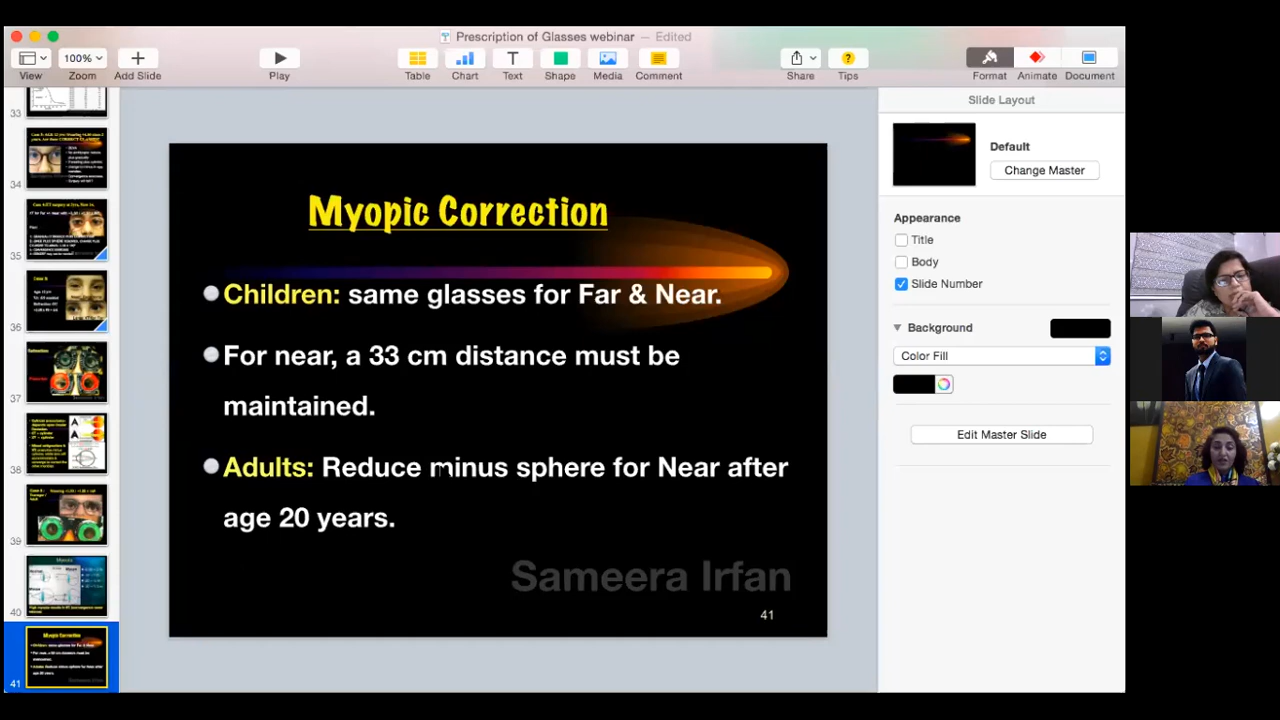 Prescription of Glasses webinar — Edited
100%
View
Zoom
Add Slide
Play
Table
Chart
Text
Shape
Media
Comment
Share
Tips
Format
Animate
Document
33
34
35
36
37
38
39
40
41
Myopic Correction
Children: same glasses for Far & Near.
For near, a 33 cm distance must be
maintained.
Adults: Reduce minus sphere for Near after
age 20 years.
Sameera Irfan
41
Slide Layout
Default
Change Master
Appearance
Title
Body
Slide Number
Background
Color Fill
Edit Master Slide